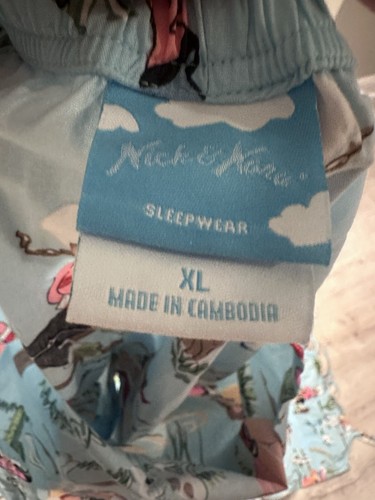 Nick & Nora®
SLEEPWEAR
XL
MADE IN CAMBODIA